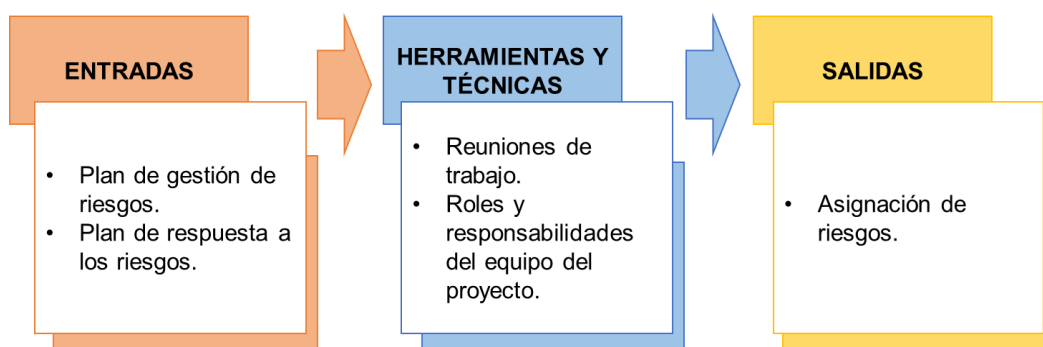 ENTRADAS
• Plan de gestión de
riesgos.
• Plan de respuesta a
los riesgos.
HERRAMIENTAS Y
TÉCNICAS
• Reuniones de
trabajo.
• Roles y
responsabilidades
del equipo del
proyecto.
SALIDAS
• Asignación de
riesgos.